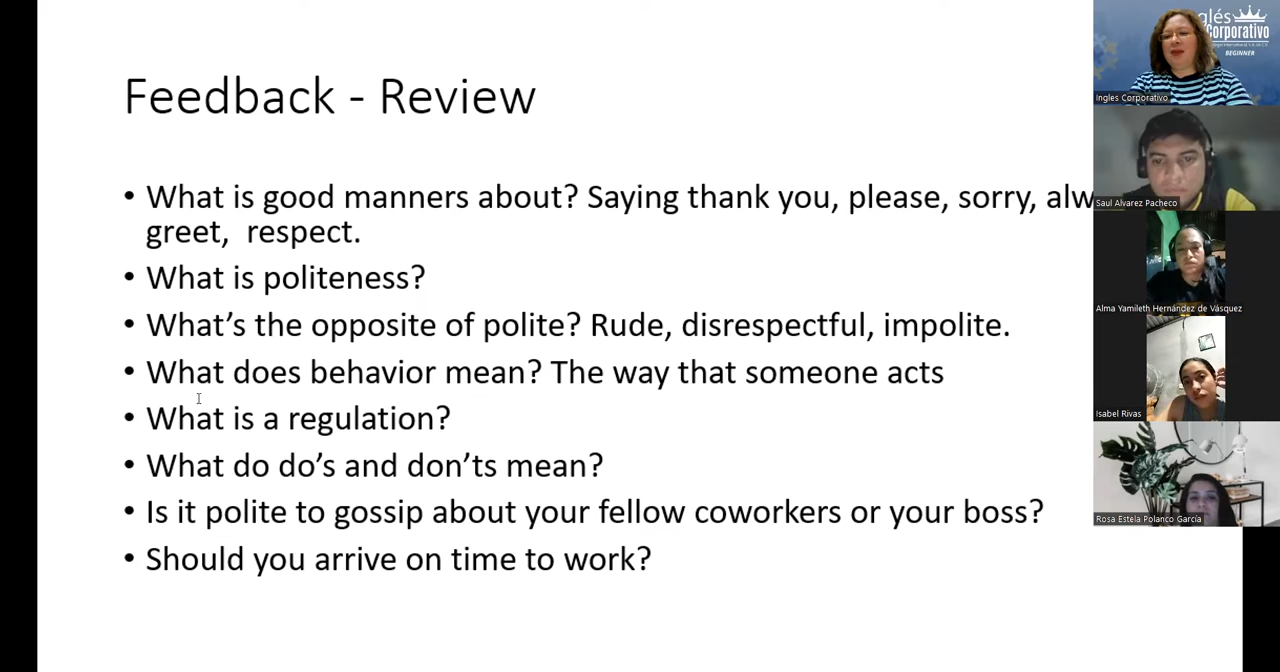 Feedback - Review
• What is good manners about? Saying thank you, please, sorry,
greet, respect.
• What is politeness?
• What's the opposite of polite? Rude, disrespectful, impolite.
• What does behavior mean? The way that someone acts
• What is a regulation?
• What do do's and don'ts mean?
• Is it polite to gossip about your fellow coworkers or your boss?
• Should you arrive on time to work?
glés
Corporativo
BEGINNER
Ingles Corporativo
Saul Alvarez Pacheco
Alma Yamileth Hernández de Vásquez
Isabel Rivas
Rosa Estela Polanco García